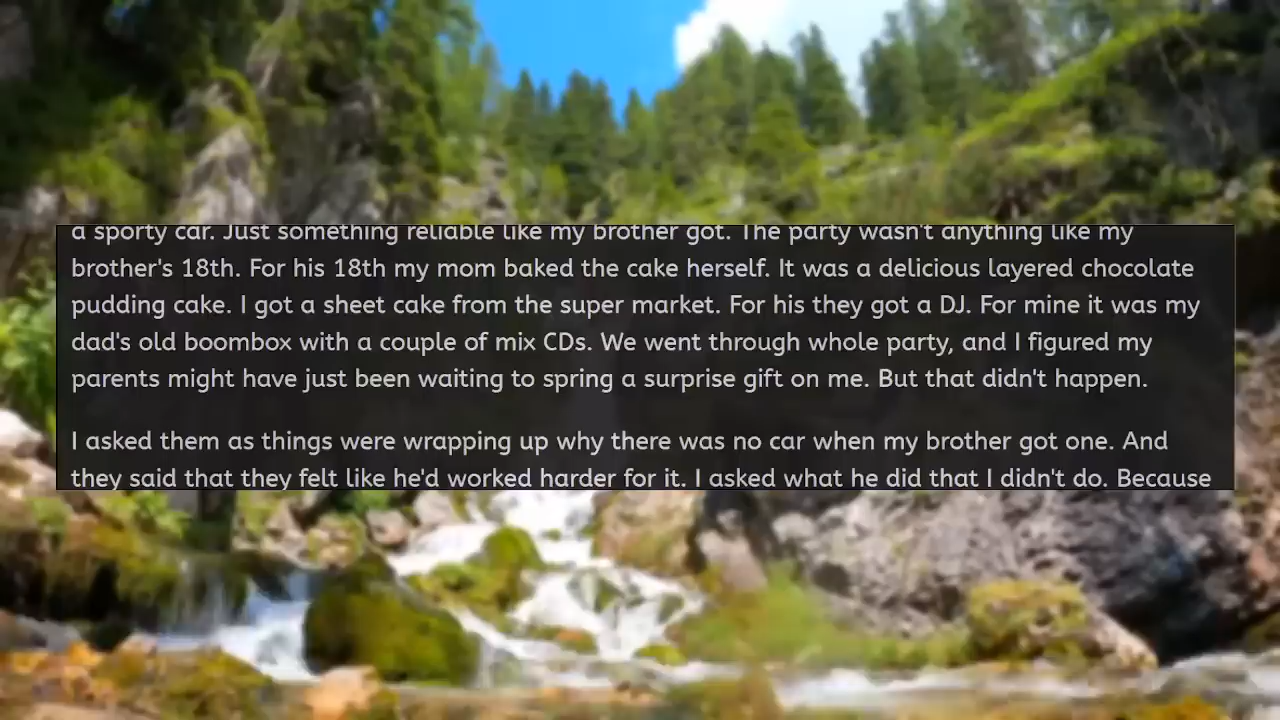 a sporty car. Just something reliable like my brother got. The party wasn't anything like my
brother's 18th. For his 18th my mom baked the cake herself. It was a delicious layered chocolate
pudding cake. I got a sheet cake from the super market. For his they got a DJ. For mine it was my
dad's old boombox with a couple of mix CDs. We went through whole party, and I figured my
parents might have just been waiting to spring a surprise gift on me. But that didn't happen.
I asked them as things were wrapping up why there was no car when my brother got one. And
they said that they felt like he'd worked harder for it. I asked what he did that I didn't do. Because